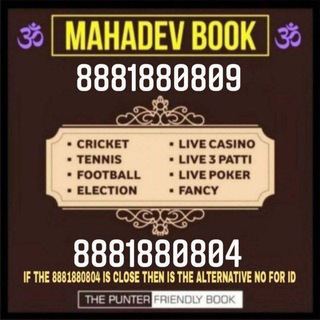 ॐ MAHADEV BOOK ॐ
8881880809
• CRICKET • LIVE CASINO
• TENNIS • LIVE 3 PATTI
• FOOTBALL • LIVE POKER
• ELECTION • FANCY
8881880804
IF THE 8881880804 IS CLOSE THEN IS THE ALTERNATIVE NO FOR ID
THE PUNTER FRIENDLY BOOK